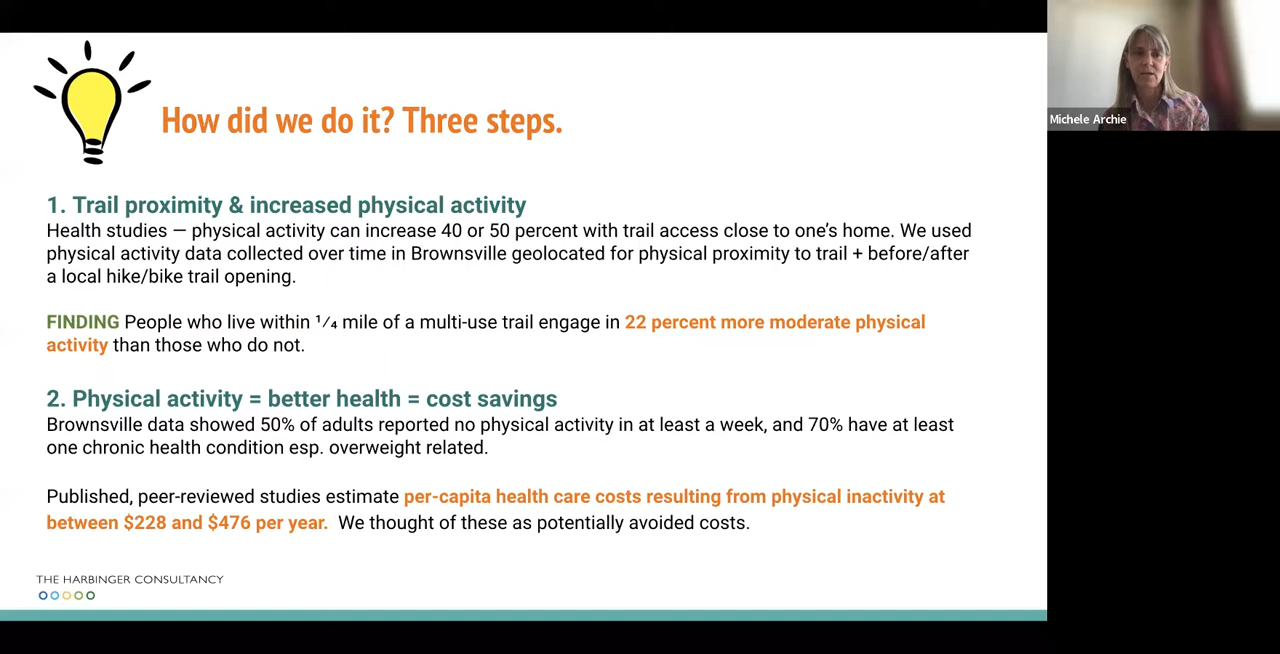 How did we do it? Three steps.
1. Trail proximity & increased physical activity
Health studies — physical activity can increase 40 or 50 percent with trail access close to one's home. We used
physical activity data collected over time in Brownsville geolocated for physical proximity to trail + before/after
a local hike/bike trail opening.
FINDING People who live within ¹⁄₄ mile of a multi-use trail engage in 22 percent more moderate physical
activity than those who do not.
2. Physical activity = better health = cost savings
Brownsville data showed 50% of adults reported no physical activity in at least a week, and 70% have at least
one chronic health condition esp. overweight related.
Published, peer-reviewed studies estimate per-capita health care costs resulting from physical inactivity at
between $228 and $476 per year. We thought of these as potentially avoided costs.
THE HARBINGER CONSULTANCY
Michele Archie